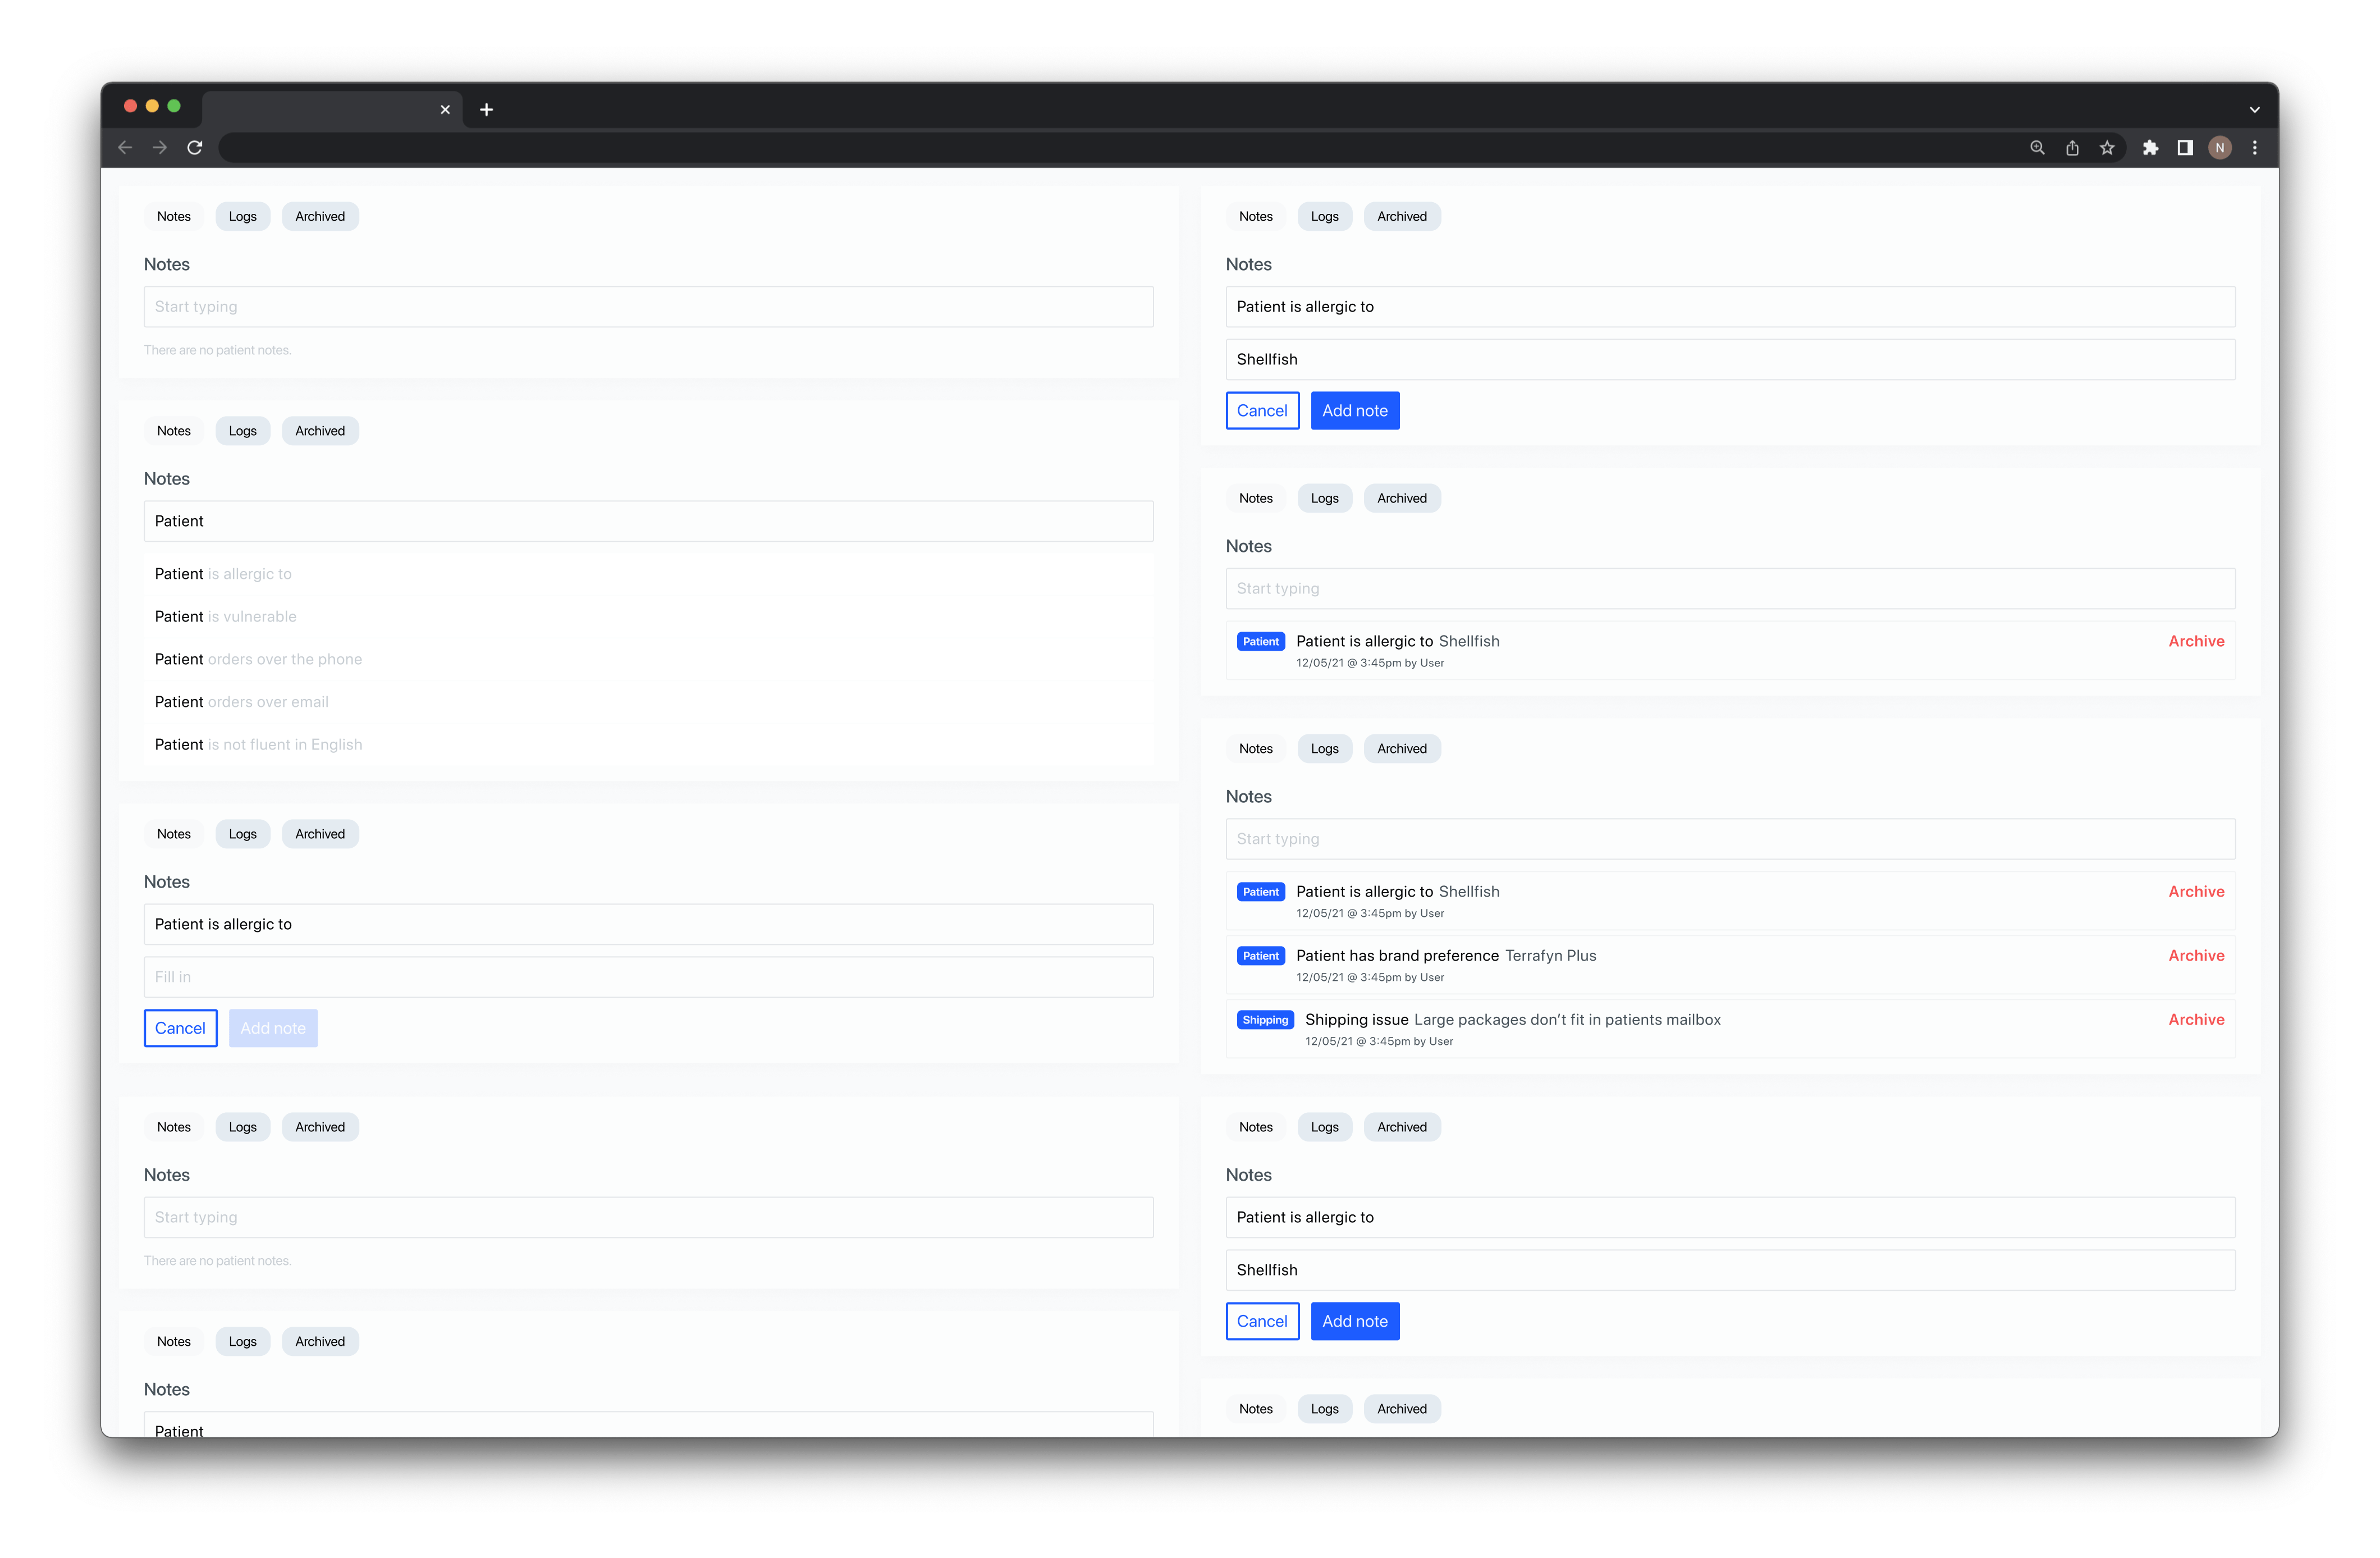 N
Notes Logs Archived
Notes
Start typing
There are no patient notes.
Notes Logs Archived
Notes
Patient
Patient is allergic to
Patient is vulnerable
Patient orders over the phone
Patient orders over email
Patient is not fluent in English
Notes Logs Archived
Notes
Patient is allergic to
Fill in
Cancel Add note
Notes Logs Archived
Notes
Start typing
There are no patient notes.
Notes Logs Archived
Notes
Patient
Notes Logs Archived
Notes
Patient is allergic to
Shellfish
Cancel Add note
Notes Logs Archived
Notes
Start typing
Patient Patient is allergic to Shellfish Archive
12/05/21 @ 3:45pm by User
Notes Logs Archived
Notes
Start typing
Patient Patient is allergic to Shellfish Archive
12/05/21 @ 3:45pm by User
Patient Patient has brand preference Terrafyn Plus Archive
12/05/21 @ 3:45pm by User
Shipping Shipping issue Large packages don’t fit in patients mailbox Archive
12/05/21 @ 3:45pm by User
Notes Logs Archived
Notes
Patient is allergic to
Shellfish
Cancel Add note
Notes Logs Archived